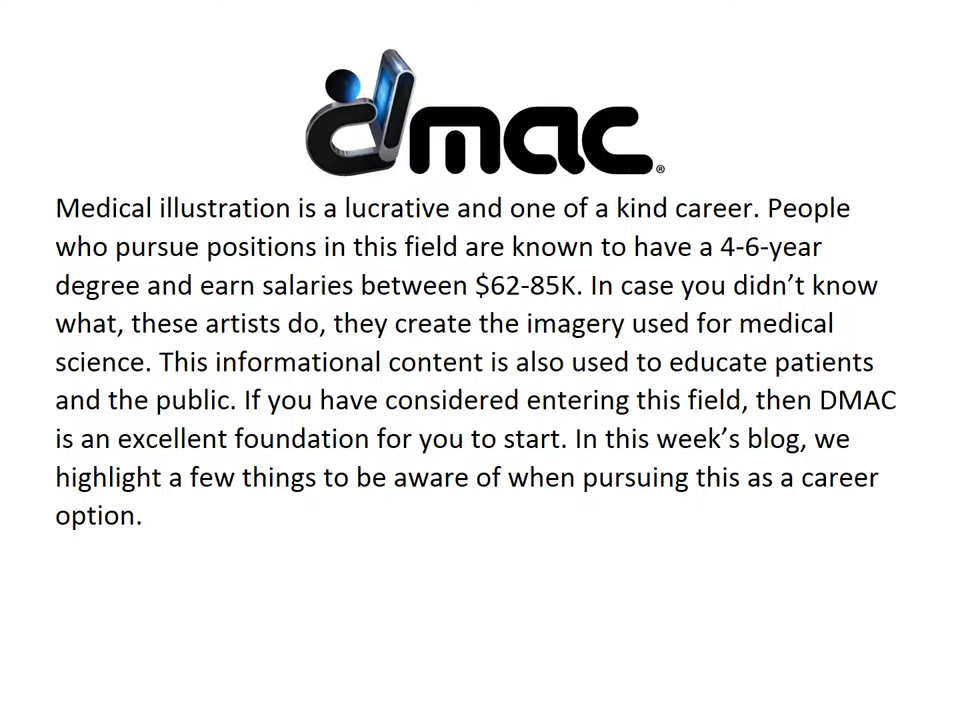 dmac®
Medical illustration is a lucrative and one of a kind career. People
who pursue positions in this field are known to have a 4-6-year
degree and earn salaries between $62-85K. In case you didn’t know
what, these artists do, they create the imagery used for medical
science. This informational content is also used to educate patients
and the public. If you have considered entering this field, then DMAC
is an excellent foundation for you to start. In this week’s blog, we
highlight a few things to be aware of when pursuing this as a career
option.